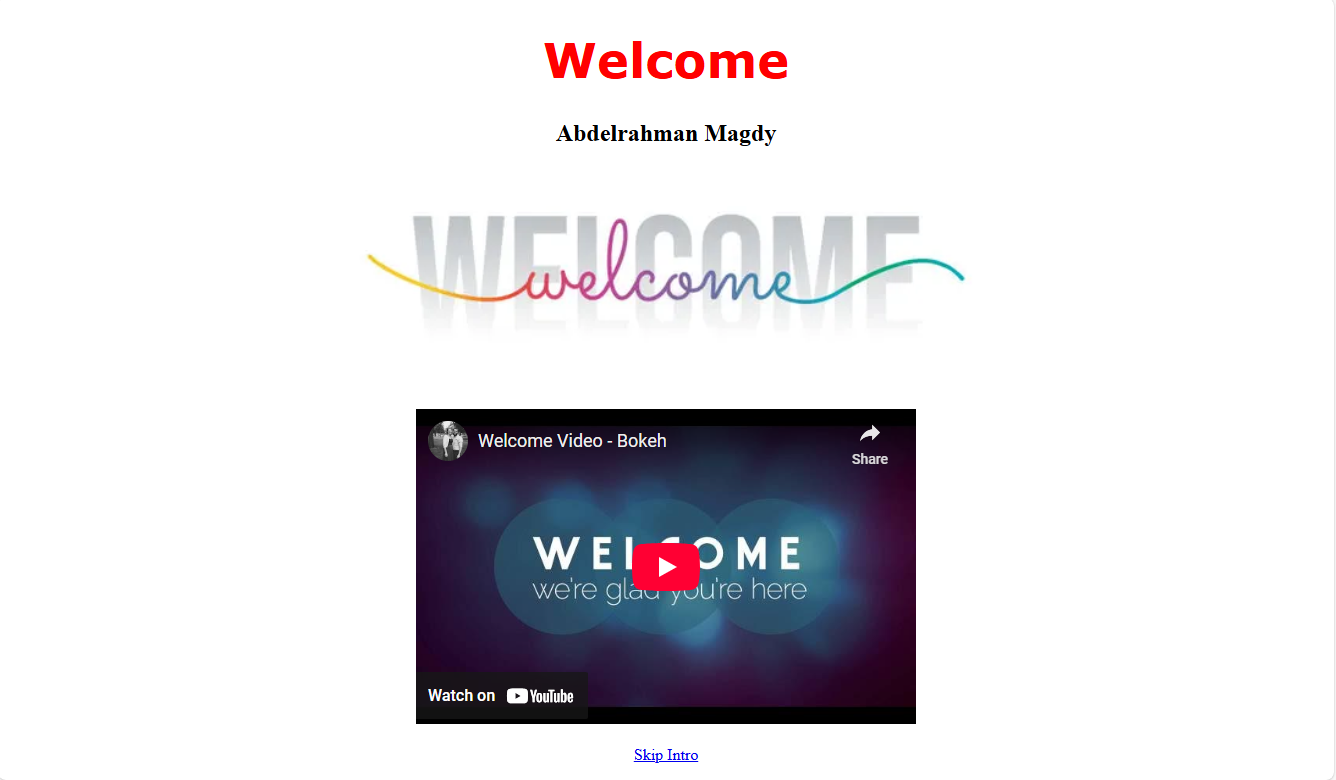 Welcome
Abdelrahman Magdy
WELCOME
welcome
Welcome Video - Bokeh
Share
WELCOME
we're glad you're here
Watch on YouTube
Skip Intro